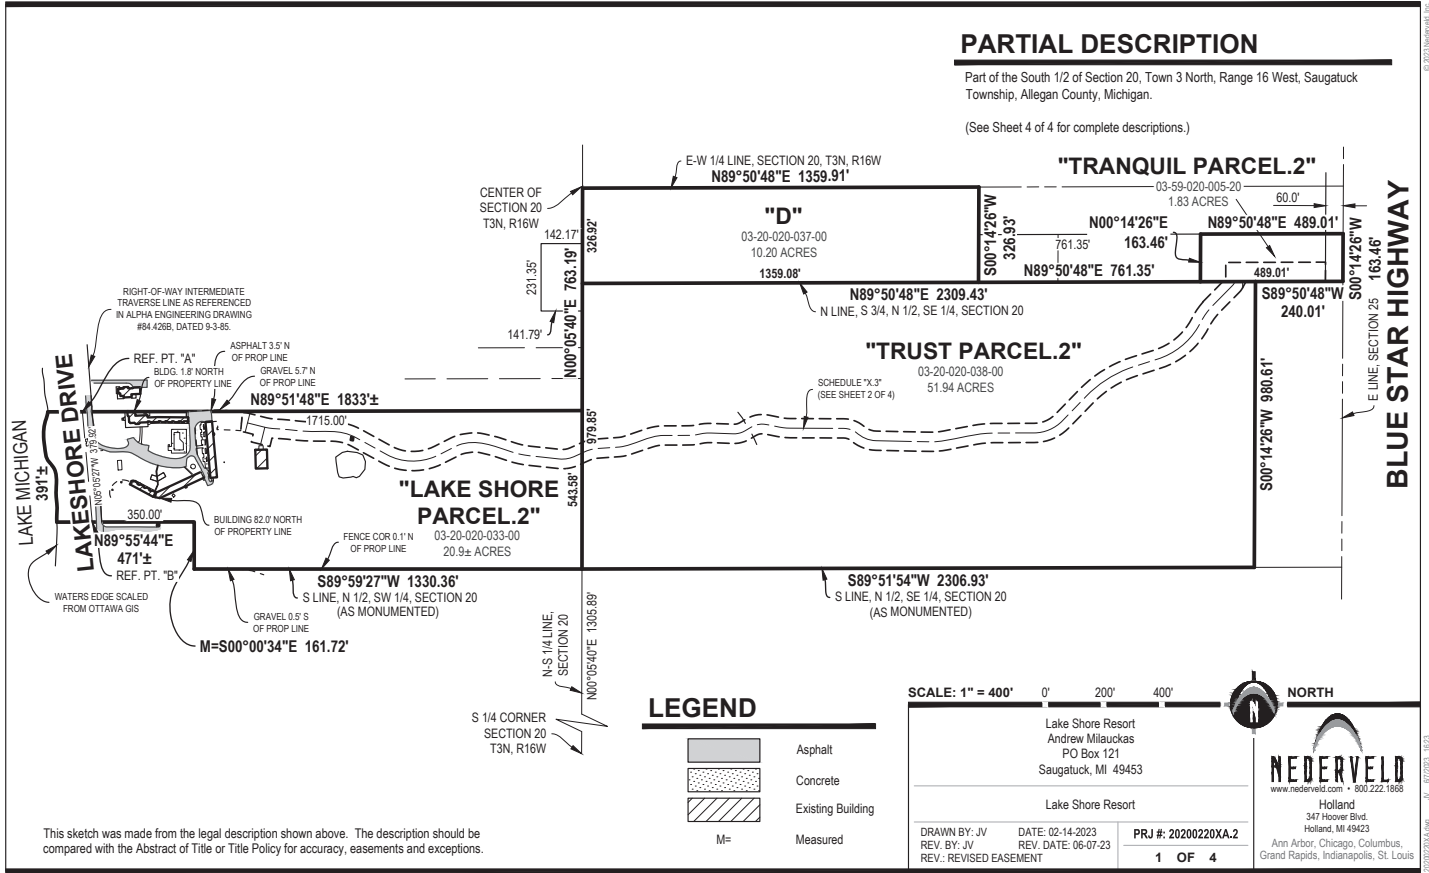 © 2023 Nederveld, Inc.
PARTIAL DESCRIPTION
Part of the South 1/2 of Section 20, Town 3 North, Range 16 West, Saugatuck
Township, Allegan County, Michigan.
(See Sheet 4 of 4 for complete descriptions.)
E-W 1/4 LINE, SECTION 20, T3N, R16W
N89°50'48"E 1359.91'
CENTER OF
SECTION 20
T3N, R16W
"D"
03-20-020-037-00
10.20 ACRES
1359.08'
326.92'
S00°14'26"W
326.93'
"TRANQUIL PARCEL.2"
03-59-020-005-20
1.83 ACRES
60.0'
N00°14'26"E
163.46'
N89°50'48"E 489.01'
761.35'
N89°50'48"E 761.35'
489.01'
S00°14'26"W
163.46'
S89°50'48"W
240.01'
BLUE STAR HIGHWAY
E LINE, SECTION 25
142.17'
231.35'
141.79'
N00°05'40"E 763.19'
N89°50'48"E 2309.43'
N LINE, S 3/4, N 1/2, SE 1/4, SECTION 20
"TRUST PARCEL.2"
03-20-020-038-00
51.94 ACRES
SCHEDULE "X.3"
(SEE SHEET 2 OF 4)
S00°14'26"W 980.61'
RIGHT-OF-WAY INTERMEDIATE
TRAVERSE LINE AS REFERENCED
IN ALPHA ENGINEERING DRAWING
#84.426B, DATED 9-3-85.
ASPHALT 3.5' N
OF PROP LINE
REF. PT. "A"
BLDG. 1.8' NORTH
OF PROPERTY LINE
GRAVEL 5.7' N
OF PROP LINE
N89°51'48"E 1833'±
1715.00'
979.85'
543.58'
LAKE MICHIGAN
391'±
LAKESHORE DRIVE
N05°05'27"W 379.92'
"LAKE SHORE
PARCEL.2"
03-20-020-033-00
20.9± ACRES
350.00'
BUILDING 82.0' NORTH
OF PROPERTY LINE
N89°55'44"E
471'±
REF. PT. "B"
FENCE COR 0.1' N
OF PROP LINE
WATERS EDGE SCALED
FROM OTTAWA GIS
S89°59'27"W 1330.36'
S LINE, N 1/2, SW 1/4, SECTION 20
(AS MONUMENTED)
GRAVEL 0.5' S
OF PROP LINE
M=S00°00'34"E 161.72'
S89°51'54"W 2306.93'
S LINE, N 1/2, SE 1/4, SECTION 20
(AS MONUMENTED)
N-S 1/4 LINE,
SECTION 20
N00°05'40"E 1305.89'
S 1/4 CORNER
SECTION 20
T3N, R16W
LEGEND
Asphalt
Concrete
Existing Building
M= Measured
This sketch was made from the legal description shown above. The description should be
compared with the Abstract of Title or Title Policy for accuracy, easements and exceptions.
SCALE: 1" = 400' 0' 200' 400'
N
NORTH
Lake Shore Resort
Andrew Milauckas
PO Box 121
Saugatuck, MI 49453
Lake Shore Resort
DRAWN BY: JV DATE: 02-14-2023
REV. BY: JV REV. DATE: 06-07-23
REV.: REVISED EASEMENT
PRJ #: 20200220XA.2
1 OF 4
NEDERVELD
www.nederveld.com • 800.222.1868
Holland
347 Hoover Blvd.
Holland, MI 49423
Ann Arbor, Chicago, Columbus,
Grand Rapids, Indianapolis, St. Louis
20200220XA.dwg JV 6/7/2023 16:23